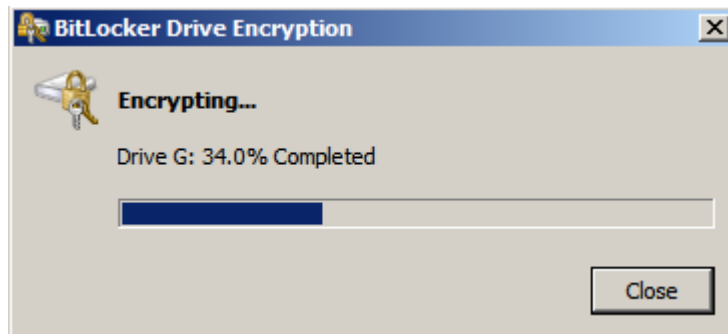 BitLocker Drive Encryption
Encrypting...
Drive G: 34.0% Completed
Close